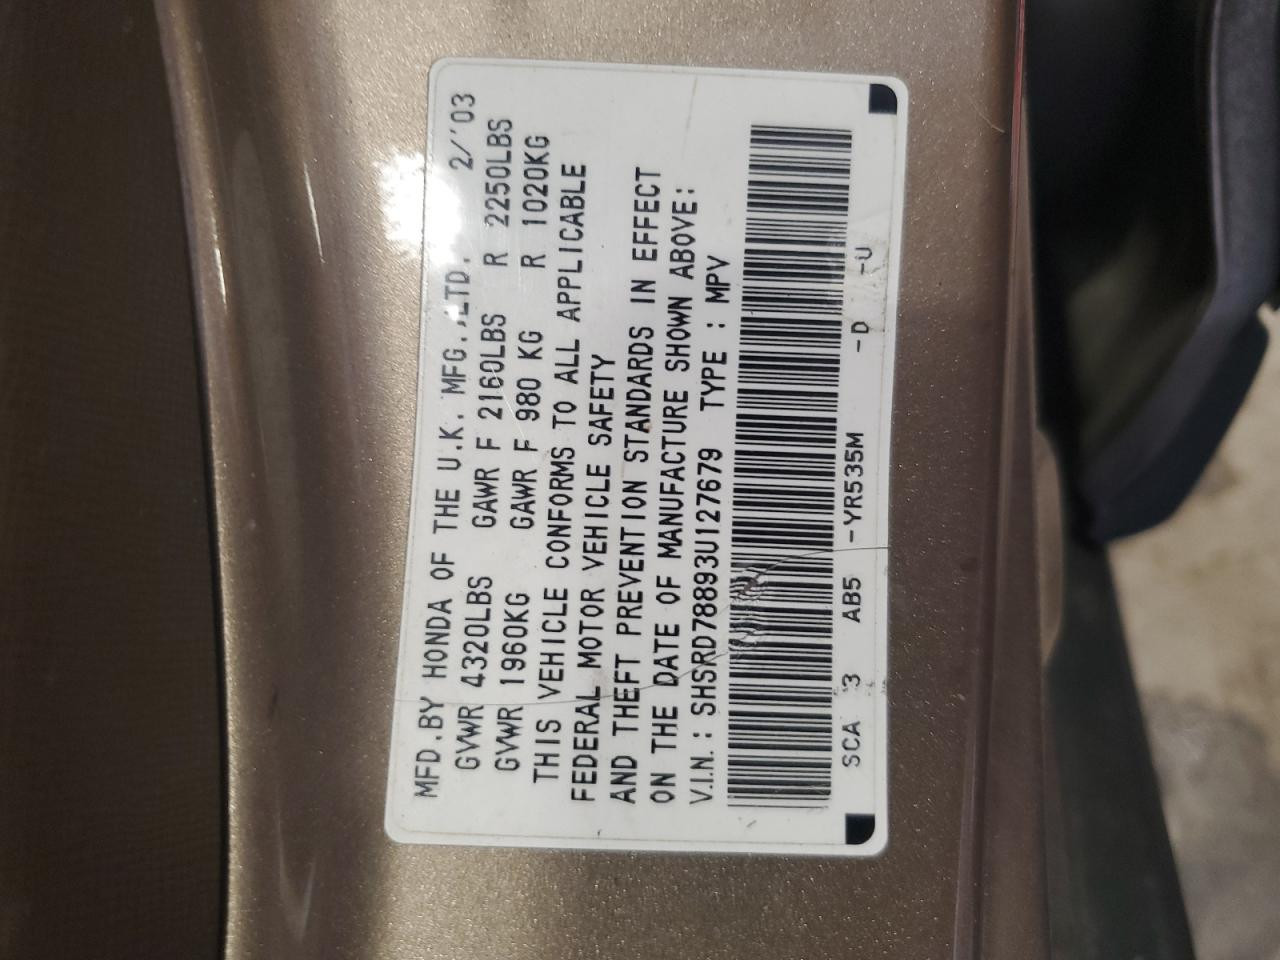 MFD.BY HONDA OF THE U.K. MFG.,LTD. 2/'03
GVWR 4320LBS GAWR F 2160LBS R 2250LBS
GVWR 1960KG GAWR F 980 KG R 1020KG
THIS VEHICLE CONFORMS TO ALL APPLICABLE
FEDERAL MOTOR VEHICLE SAFETY
AND THEFT PREVENTION STANDARDS IN EFFECT
ON THE DATE OF MANUFACTURE SHOWN ABOVE:
V.I.N.: SHSRD78893U127679 TYPE : MPV
SCA 3 AB5 -YR535M -D -U